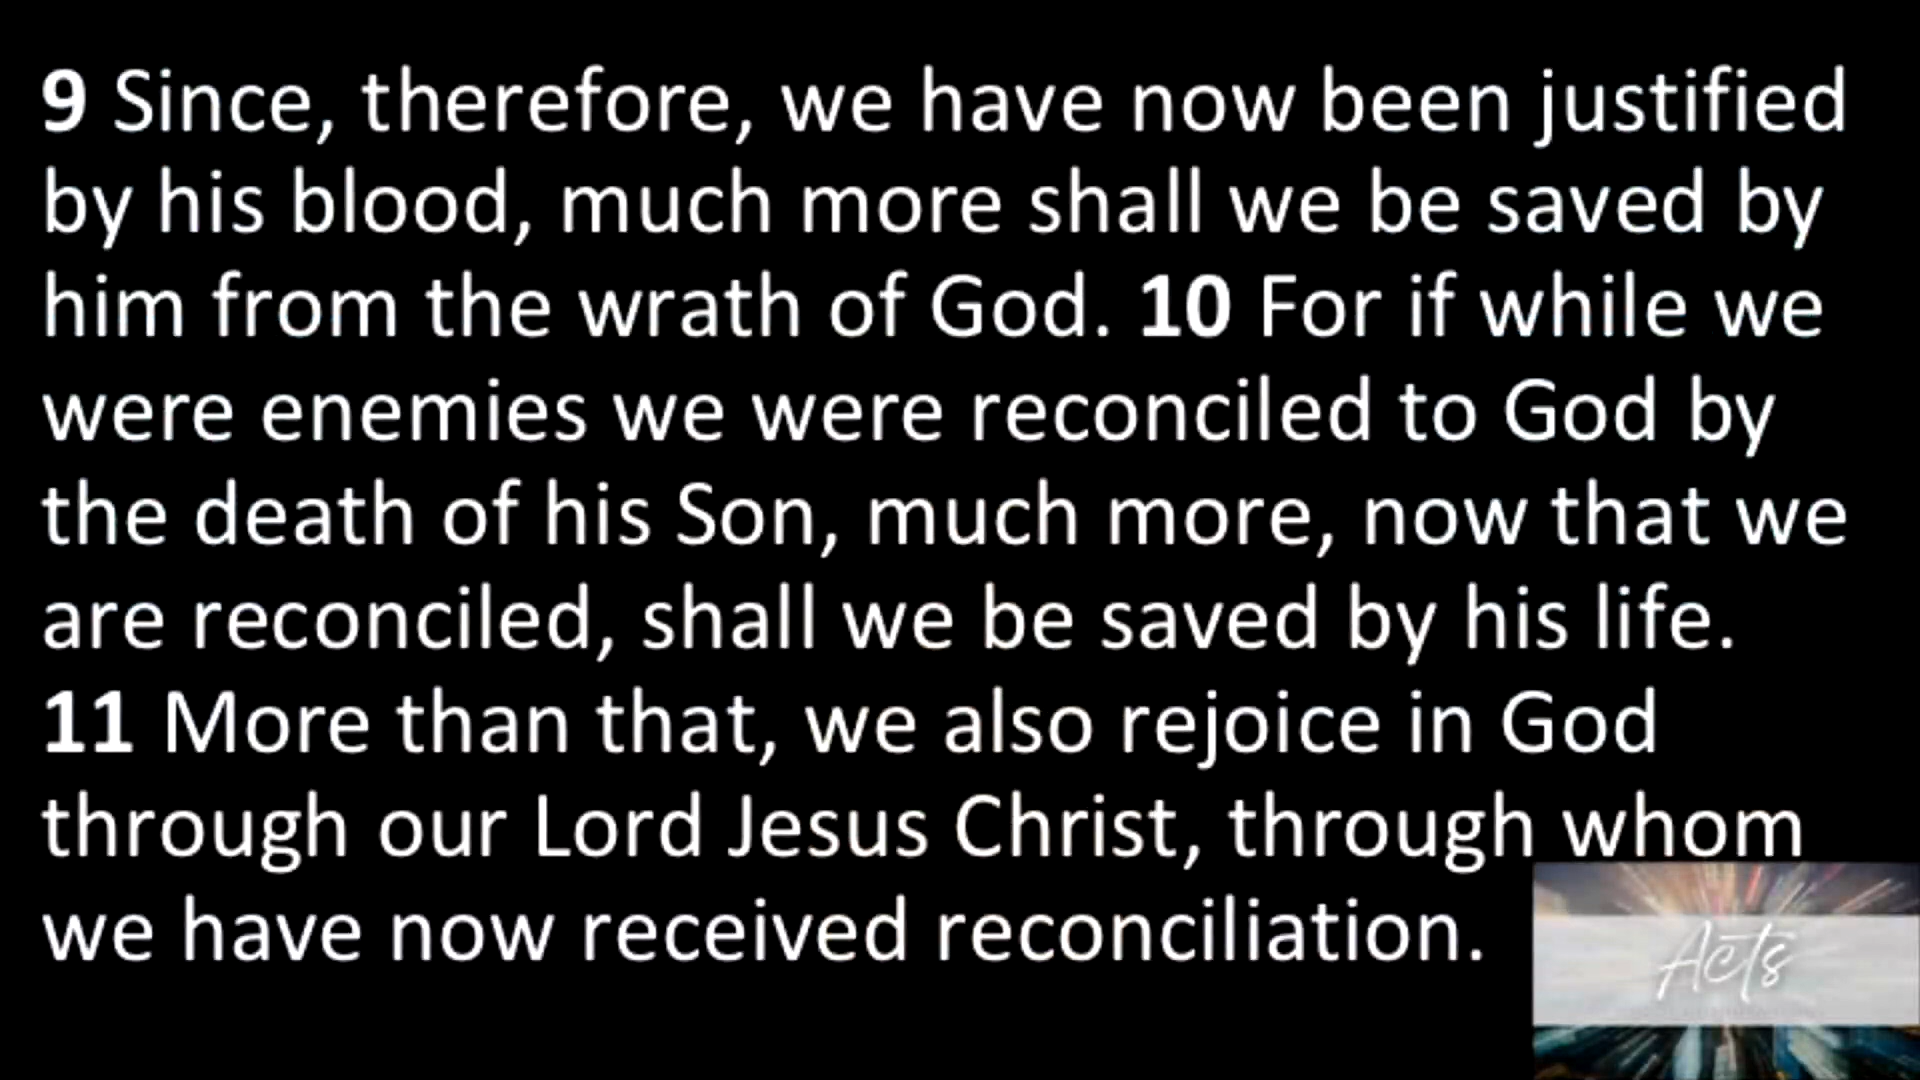 9 Since, therefore, we have now been justified
by his blood, much more shall we be saved by
him from the wrath of God. 10 For if while we
were enemies we were reconciled to God by
the death of his Son, much more, now that we
are reconciled, shall we be saved by his life.
11 More than that, we also rejoice in God
through our Lord Jesus Christ, through whom
we have now received reconciliation.
Acts